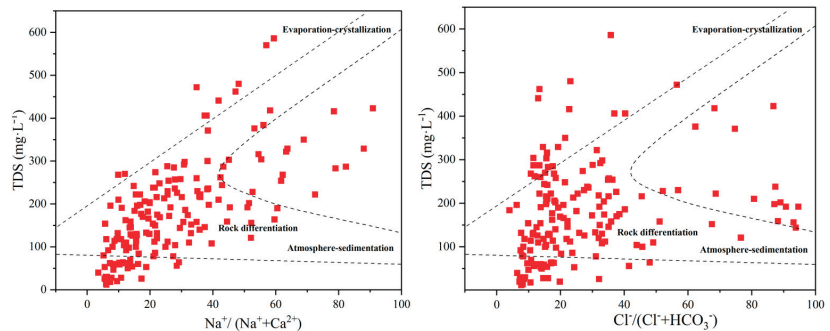 Evaporation-crystallization
Rock differentiation
Atmosphere-sedimentation
TDS (mg·L⁻¹)
600
500
400
300
200
100
0
-20
0
20
40
60
80
100
Na⁺/ (Na⁺+Ca²⁺)
Evaporation-crystallization
Rock differentiation
Atmosphere-sedimentation
TDS (mg·L⁻¹)
600
500
400
300
200
100
0
-20
0
20
40
60
80
100
Cl⁻/(Cl⁻+HCO₃⁻)